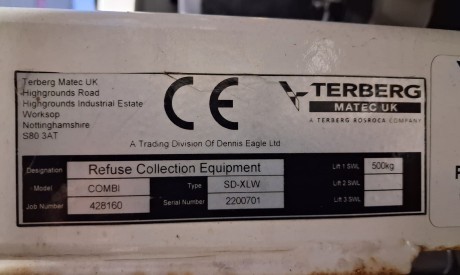 Terberg Matec UK
Highgrounds Road
Highgrounds Industrial Estate
Worksop
Nottinghamshire
S80 3AT
CE
TERBERG
MATEC UK
A TERBERG ROSROCA COMPANY
A Trading Division Of Dennis Eagle Ltd
Designation Refuse Collection Equipment Lift 1 SWL 500kg
Model COMBI Type SD-XLW Lift 2 SWL
Job Number 428160 Serial Number 2200701 Lift 3 SWL